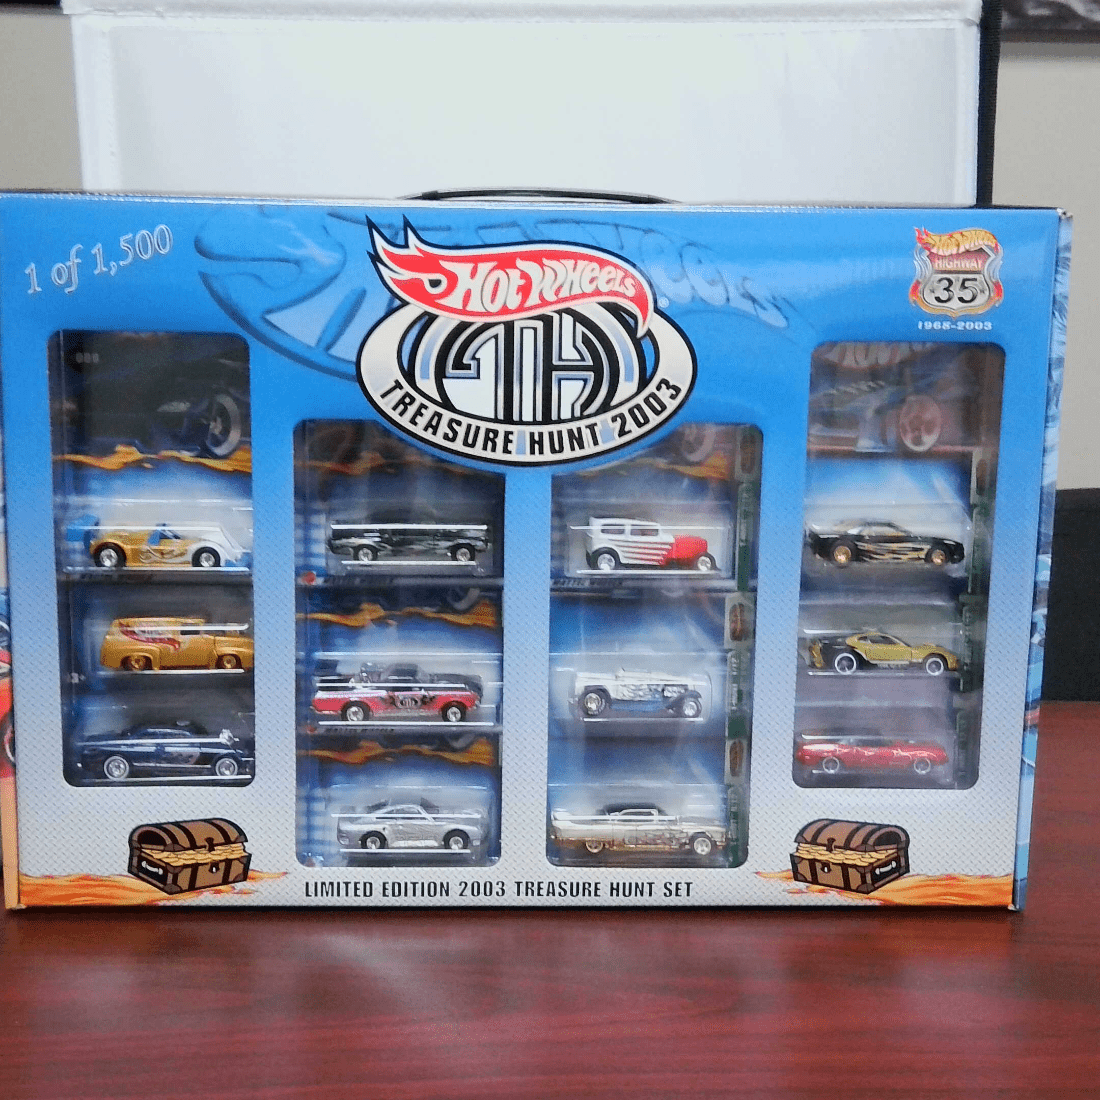 1 of 1,500
HOT WHEELS
HOT WHEELS
HIGHWAY
35
1968-2003
TH
TREASURE HUNT 2003
LIMITED EDITION 2003 TREASURE HUNT SET